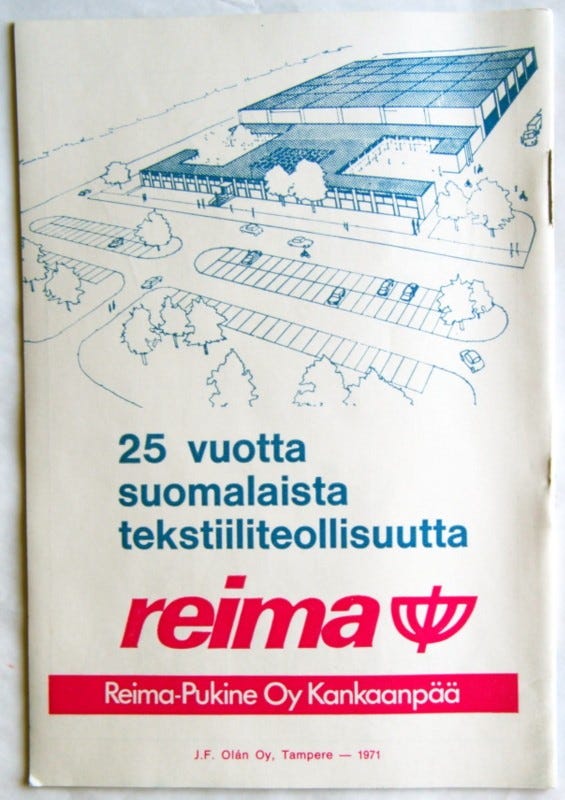 25 vuotta
suomalaista
tekstiiliteollisuutta
reima
Reima-Pukine Oy Kankaanpää
J.F. Olán Oy, Tampere — 1971